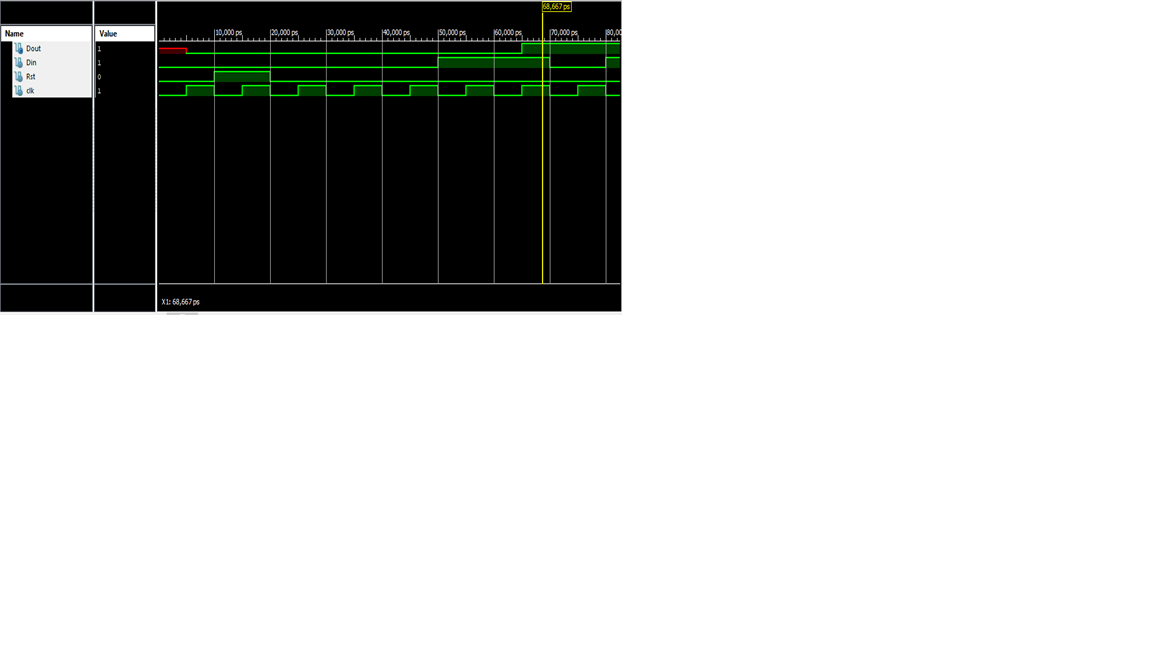 68,667 ps
Name Value
10,000 ps 20,000 ps 30,000 ps 40,000 ps 50,000 ps 60,000 ps 70,000 ps 80,00
Dout 1
Din 1
Rst 0
clk 1
X1: 68,667 ps